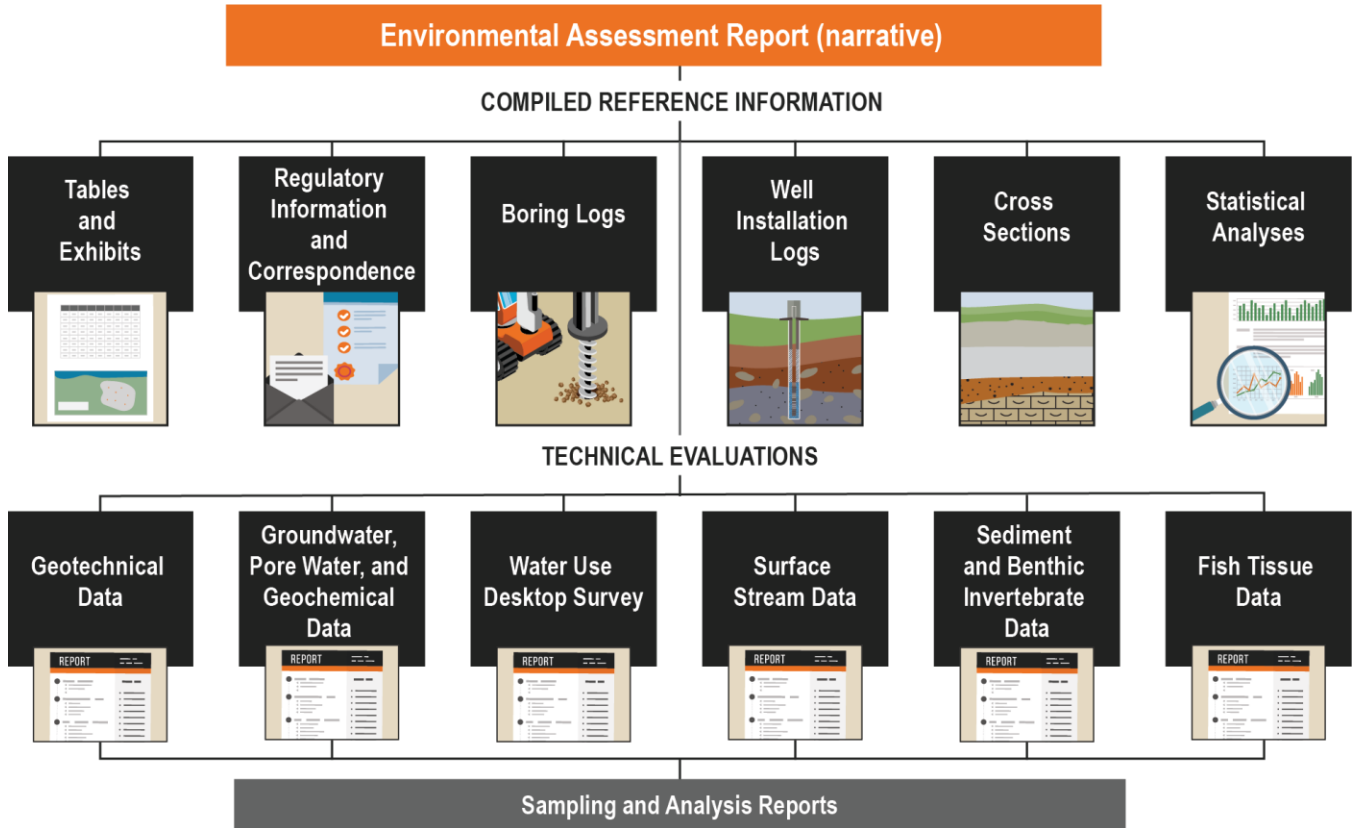 Environmental Assessment Report (narrative)
COMPILED REFERENCE INFORMATION
Tables
and
Exhibits
Regulatory
Information
and
Correspondence
Boring Logs
Well
Installation
Logs
Cross
Sections
Statistical
Analyses
TECHNICAL EVALUATIONS
Geotechnical
Data
Groundwater,
Pore Water, and
Geochemical
Data
Water Use
Desktop Survey
Surface
Stream Data
Sediment
and Benthic
Invertebrate
Data
Fish Tissue
Data
REPORT
REPORT
REPORT
REPORT
REPORT
REPORT
Sampling and Analysis Reports